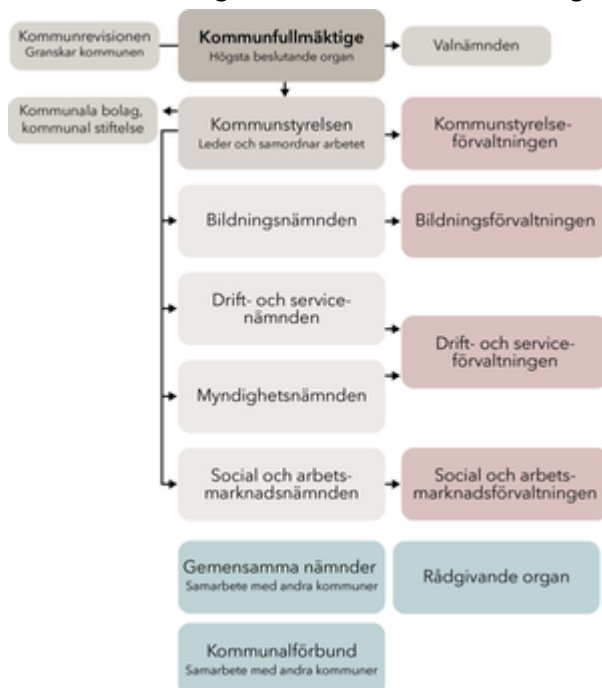 Kommunrevisionen
Granskar kommunen
Kommunfullmäktige
Högsta beslutande organ
Valnämnden
Kommunala bolag,
kommunal stiftelse
Kommunstyrelsen
Leder och samordnar arbetet
Kommunstyrelse-
förvaltningen
Bildningsnämnden
Bildningsförvaltningen
Drift- och service-
nämnden
Drift- och service-
förvaltningen
Myndighetsnämnden
Social och arbets-
marknadsnämnden
Social och arbets-
marknadsförvaltningen
Gemensamma nämnder
Samarbete med andra kommuner
Rådgivande organ
Kommunalförbund
Samarbete med andra kommuner